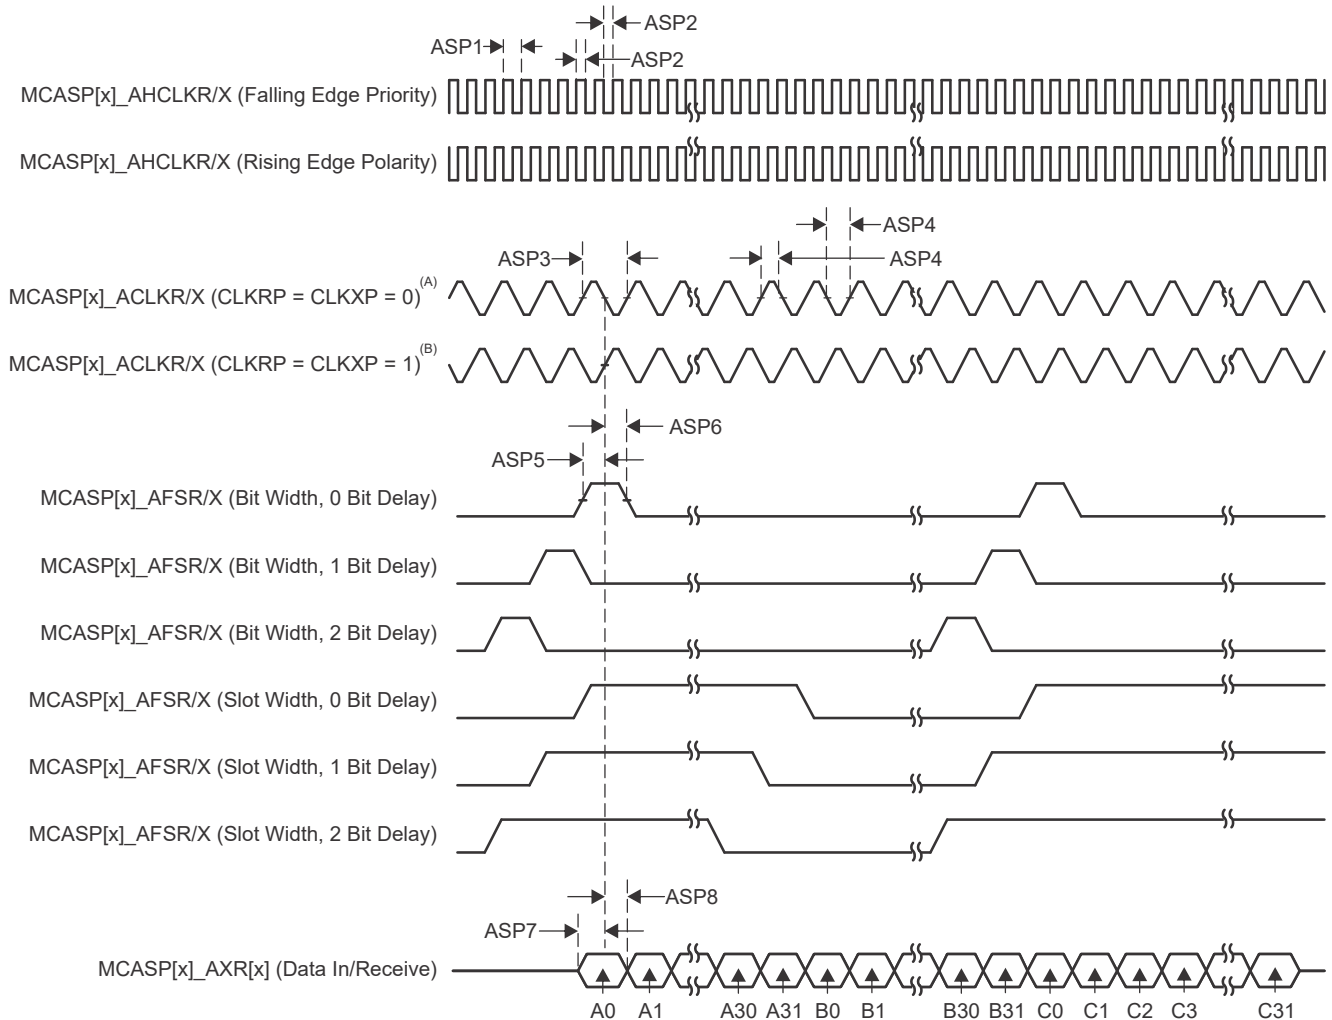 ASP2
ASP1
ASP2
MCASP[x]_AHCLKR/X (Falling Edge Priority)
MCASP[x]_AHCLKR/X (Rising Edge Polarity)
ASP4
ASP3
ASP4
MCASP[x]_ACLKR/X (CLKRP = CLKXP = 0)(A)
MCASP[x]_ACLKR/X (CLKRP = CLKXP = 1)(B)
ASP6
ASP5
MCASP[x]_AFSR/X (Bit Width, 0 Bit Delay)
MCASP[x]_AFSR/X (Bit Width, 1 Bit Delay)
MCASP[x]_AFSR/X (Bit Width, 2 Bit Delay)
MCASP[x]_AFSR/X (Slot Width, 0 Bit Delay)
MCASP[x]_AFSR/X (Slot Width, 1 Bit Delay)
MCASP[x]_AFSR/X (Slot Width, 2 Bit Delay)
ASP8
ASP7
MCASP[x]_AXR[x] (Data In/Receive)
A0 A1 A30 A31 B0 B1 B30 B31 C0 C1 C2 C3 C31